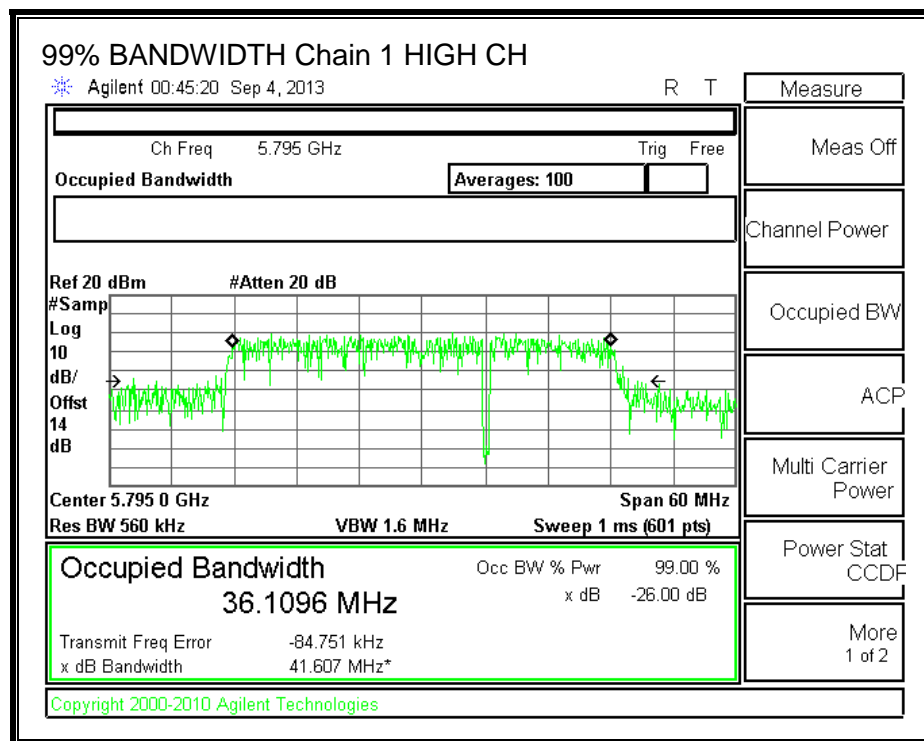 99% BANDWIDTH Chain 1 HIGH CH
Agilent 00:45:20 Sep 4, 2013 R T
Measure
Ch Freq 5.795 GHz Trig Free
Meas Off
Occupied Bandwidth Averages: 100
Channel Power
Ref 20 dBm #Atten 20 dB
#Samp
Log
10
dB/
Offst
14
dB
Occupied BW
ACP
Multi Carrier
Power
Center 5.795 0 GHz Span 60 MHz
Res BW 560 kHz VBW 1.6 MHz Sweep 1 ms (601 pts)
Power Stat
CCDF
Occupied Bandwidth Occ BW % Pwr 99.00 %
36.1096 MHz x dB -26.00 dB
Transmit Freq Error -84.751 kHz
x dB Bandwidth 41.607 MHz*
More
1 of 2
Copyright 2000-2010 Agilent Technologies